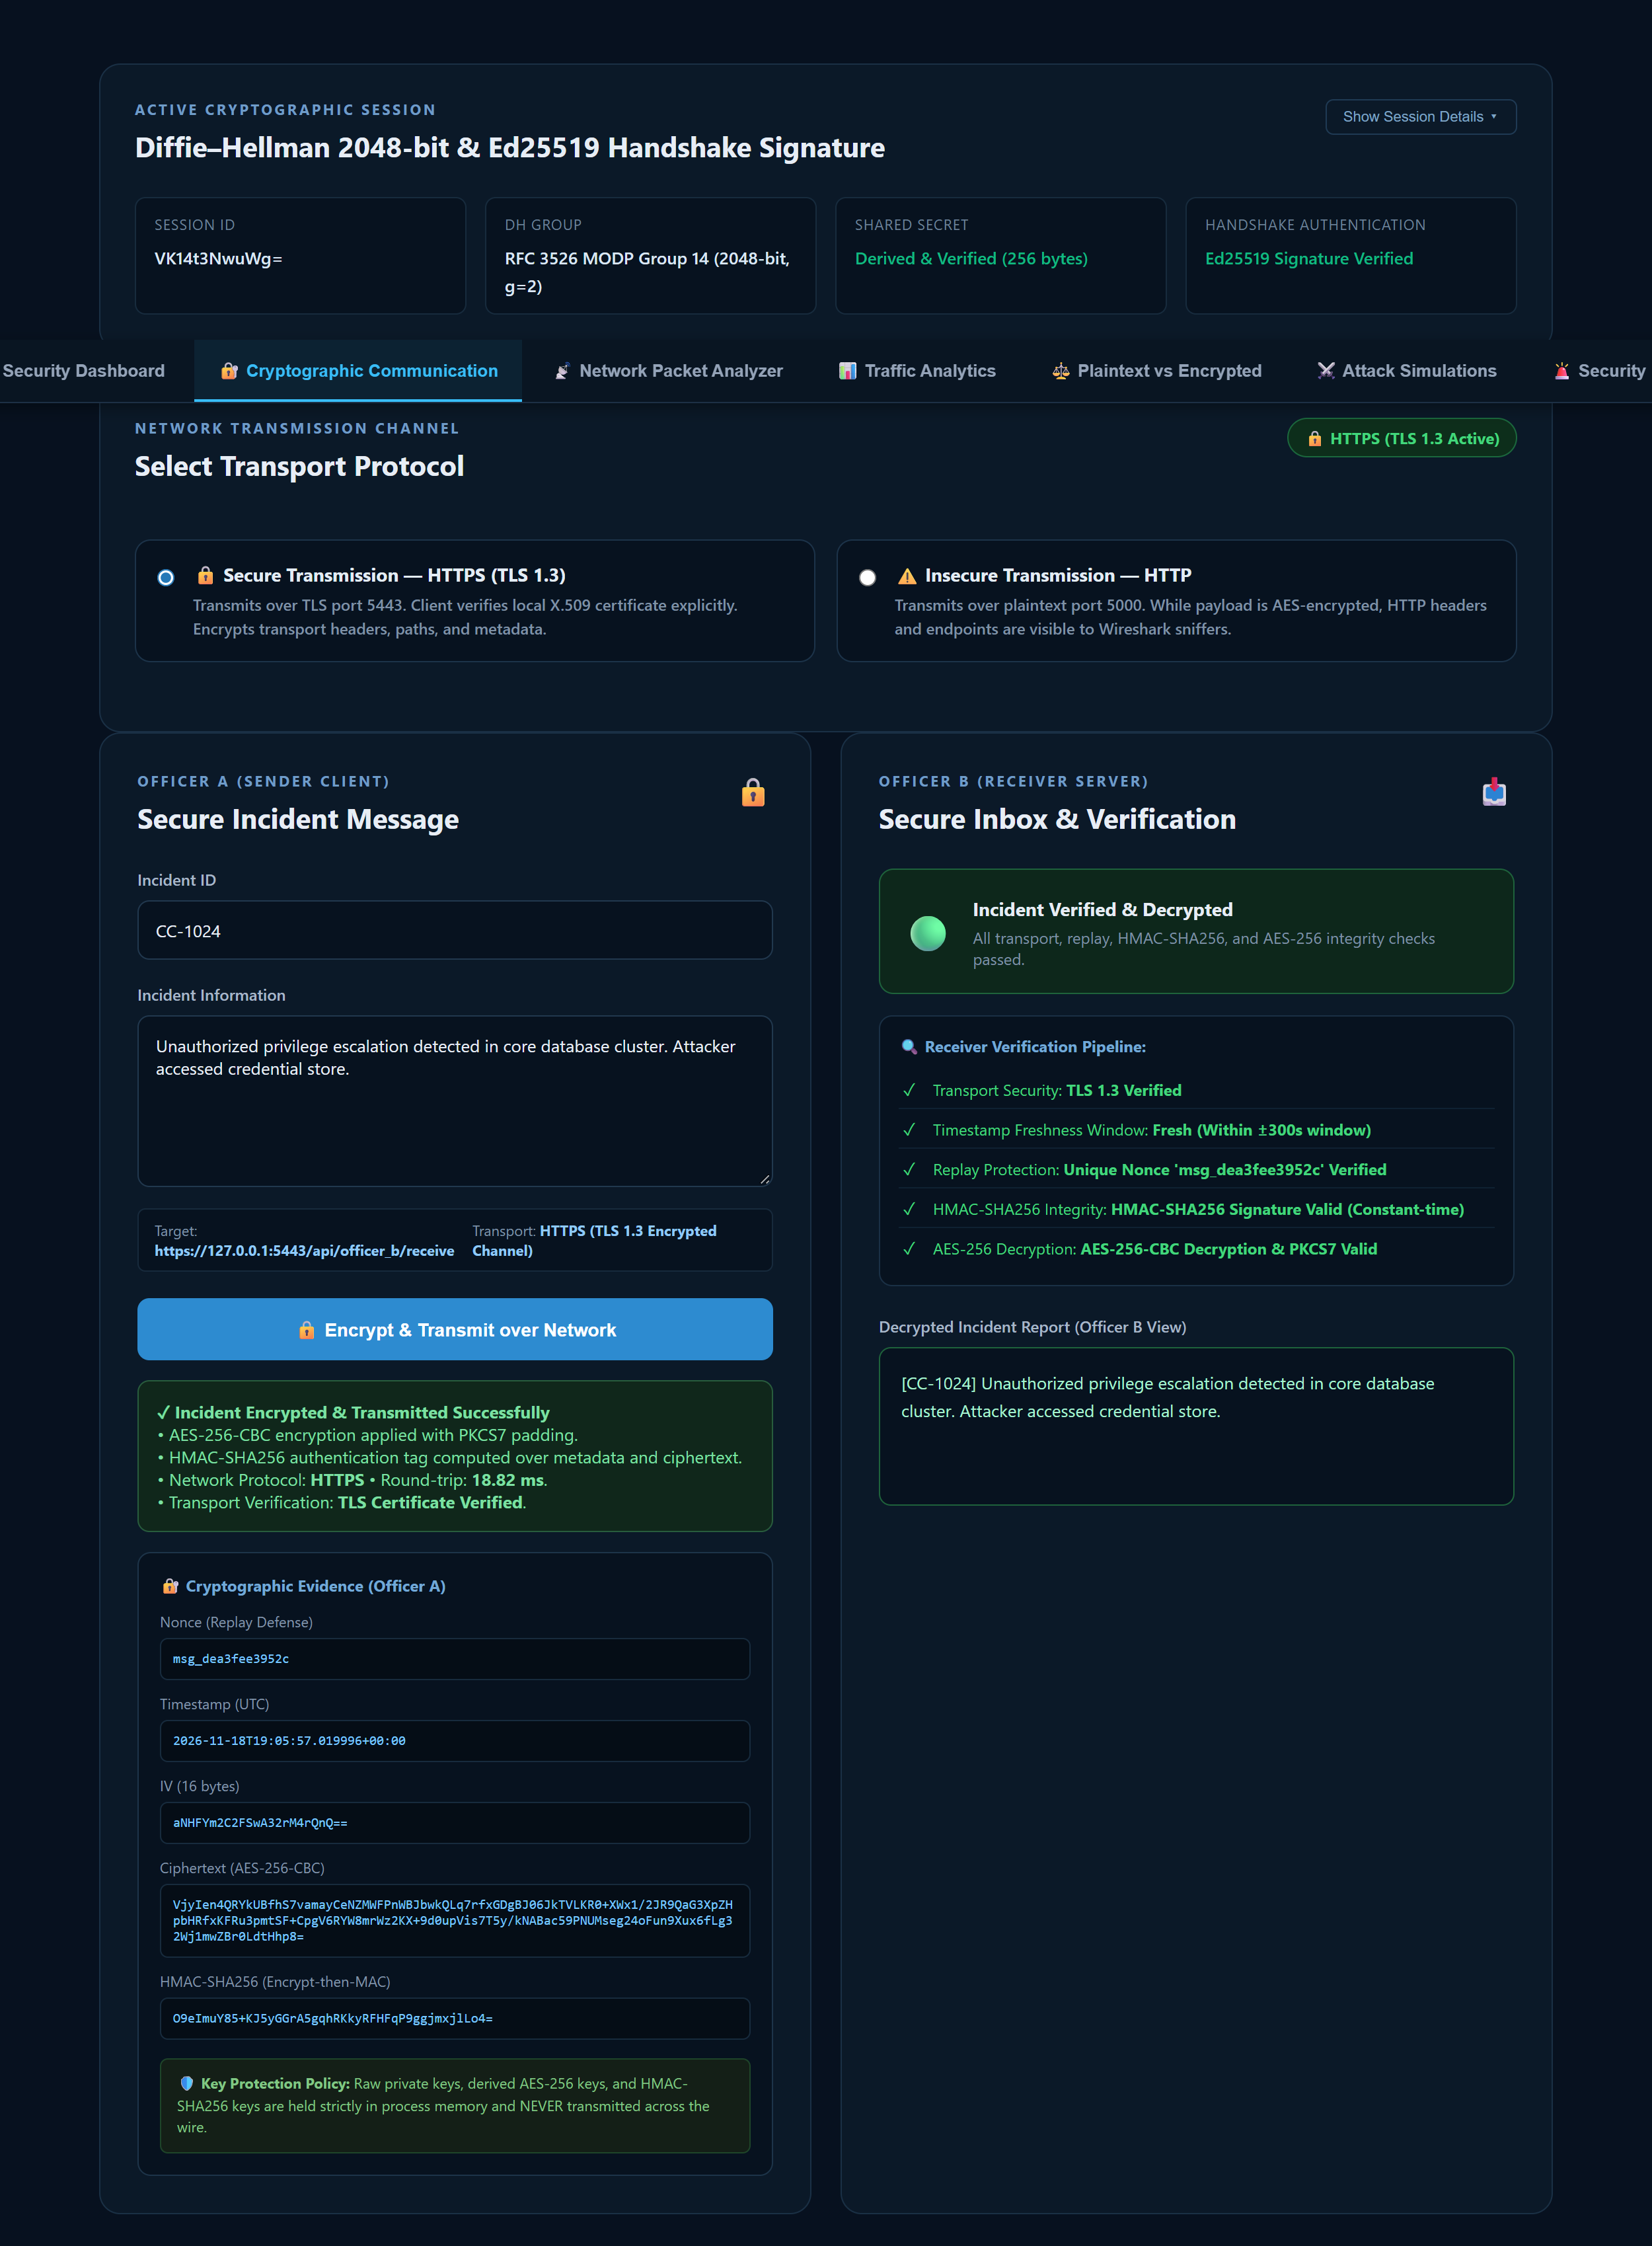 ACTIVE CRYPTOGRAPHIC SESSION
Show Session Details ▾
Diffie–Hellman 2048-bit & Ed25519 Handshake Signature
SESSION ID
VK14t3NwuWg=
DH GROUP
RFC 3526 MODP Group 14 (2048-bit,
g=2)
SHARED SECRET
Derived & Verified (256 bytes)
HANDSHAKE AUTHENTICATION
Ed25519 Signature Verified
Security Dashboard
Cryptographic Communication
Network Packet Analyzer
Traffic Analytics
Plaintext vs Encrypted
Attack Simulations
Security
NETWORK TRANSMISSION CHANNEL
HTTPS (TLS 1.3 Active)
Select Transport Protocol
Secure Transmission — HTTPS (TLS 1.3)
Transmits over TLS port 5443. Client verifies local X.509 certificate explicitly.
Encrypts transport headers, paths, and metadata.
Insecure Transmission — HTTP
Transmits over plaintext port 5000. While payload is AES-encrypted, HTTP headers
and endpoints are visible to Wireshark sniffers.
OFFICER A (SENDER CLIENT)
Secure Incident Message
Incident ID
CC-1024
Incident Information
Unauthorized privilege escalation detected in core database cluster. Attacker
accessed credential store.
Target:
https://127.0.0.1:5443/api/officer_b/receive
Transport: HTTPS (TLS 1.3 Encrypted
Channel)
Encrypt & Transmit over Network
✓ Incident Encrypted & Transmitted Successfully
• AES-256-CBC encryption applied with PKCS7 padding.
• HMAC-SHA256 authentication tag computed over metadata and ciphertext.
• Network Protocol: HTTPS • Round-trip: 18.82 ms.
• Transport Verification: TLS Certificate Verified.
Cryptographic Evidence (Officer A)
Nonce (Replay Defense)
msg_dea3fee3952c
Timestamp (UTC)
2026-11-18T19:05:57.019996+00:00
IV (16 bytes)
aNHFYm2C2FSwA32rM4rQnQ==
Ciphertext (AES-256-CBC)
VjyIen4QRYkUBfhS7vamayCeNZMWFPnWBJbwkQLq7rfxGDgBJ06JkTVLKR0+XWx1/2JR9QaG3XpZH
pbHRfxKFRu3pmtSF+CpgV6RYW8mrWz2KX+9d0upVis7T5y/kNABac59PNUMseg24oFun9Xux6fLg3
2Wj1mwZBr0LdtHhp8=
HMAC-SHA256 (Encrypt-then-MAC)
O9eImuY85+KJ5yGGrA5gqhRKkyRFHFqP9ggjmxjlLo4=
Key Protection Policy: Raw private keys, derived AES-256 keys, and HMAC-
SHA256 keys are held strictly in process memory and NEVER transmitted across the
wire.
OFFICER B (RECEIVER SERVER)
Secure Inbox & Verification
Incident Verified & Decrypted
All transport, replay, HMAC-SHA256, and AES-256 integrity checks
passed.
Receiver Verification Pipeline:
✓ Transport Security: TLS 1.3 Verified
✓ Timestamp Freshness Window: Fresh (Within ±300s window)
✓ Replay Protection: Unique Nonce 'msg_dea3fee3952c' Verified
✓ HMAC-SHA256 Integrity: HMAC-SHA256 Signature Valid (Constant-time)
✓ AES-256 Decryption: AES-256-CBC Decryption & PKCS7 Valid
Decrypted Incident Report (Officer B View)
[CC-1024] Unauthorized privilege escalation detected in core database
cluster. Attacker accessed credential store.